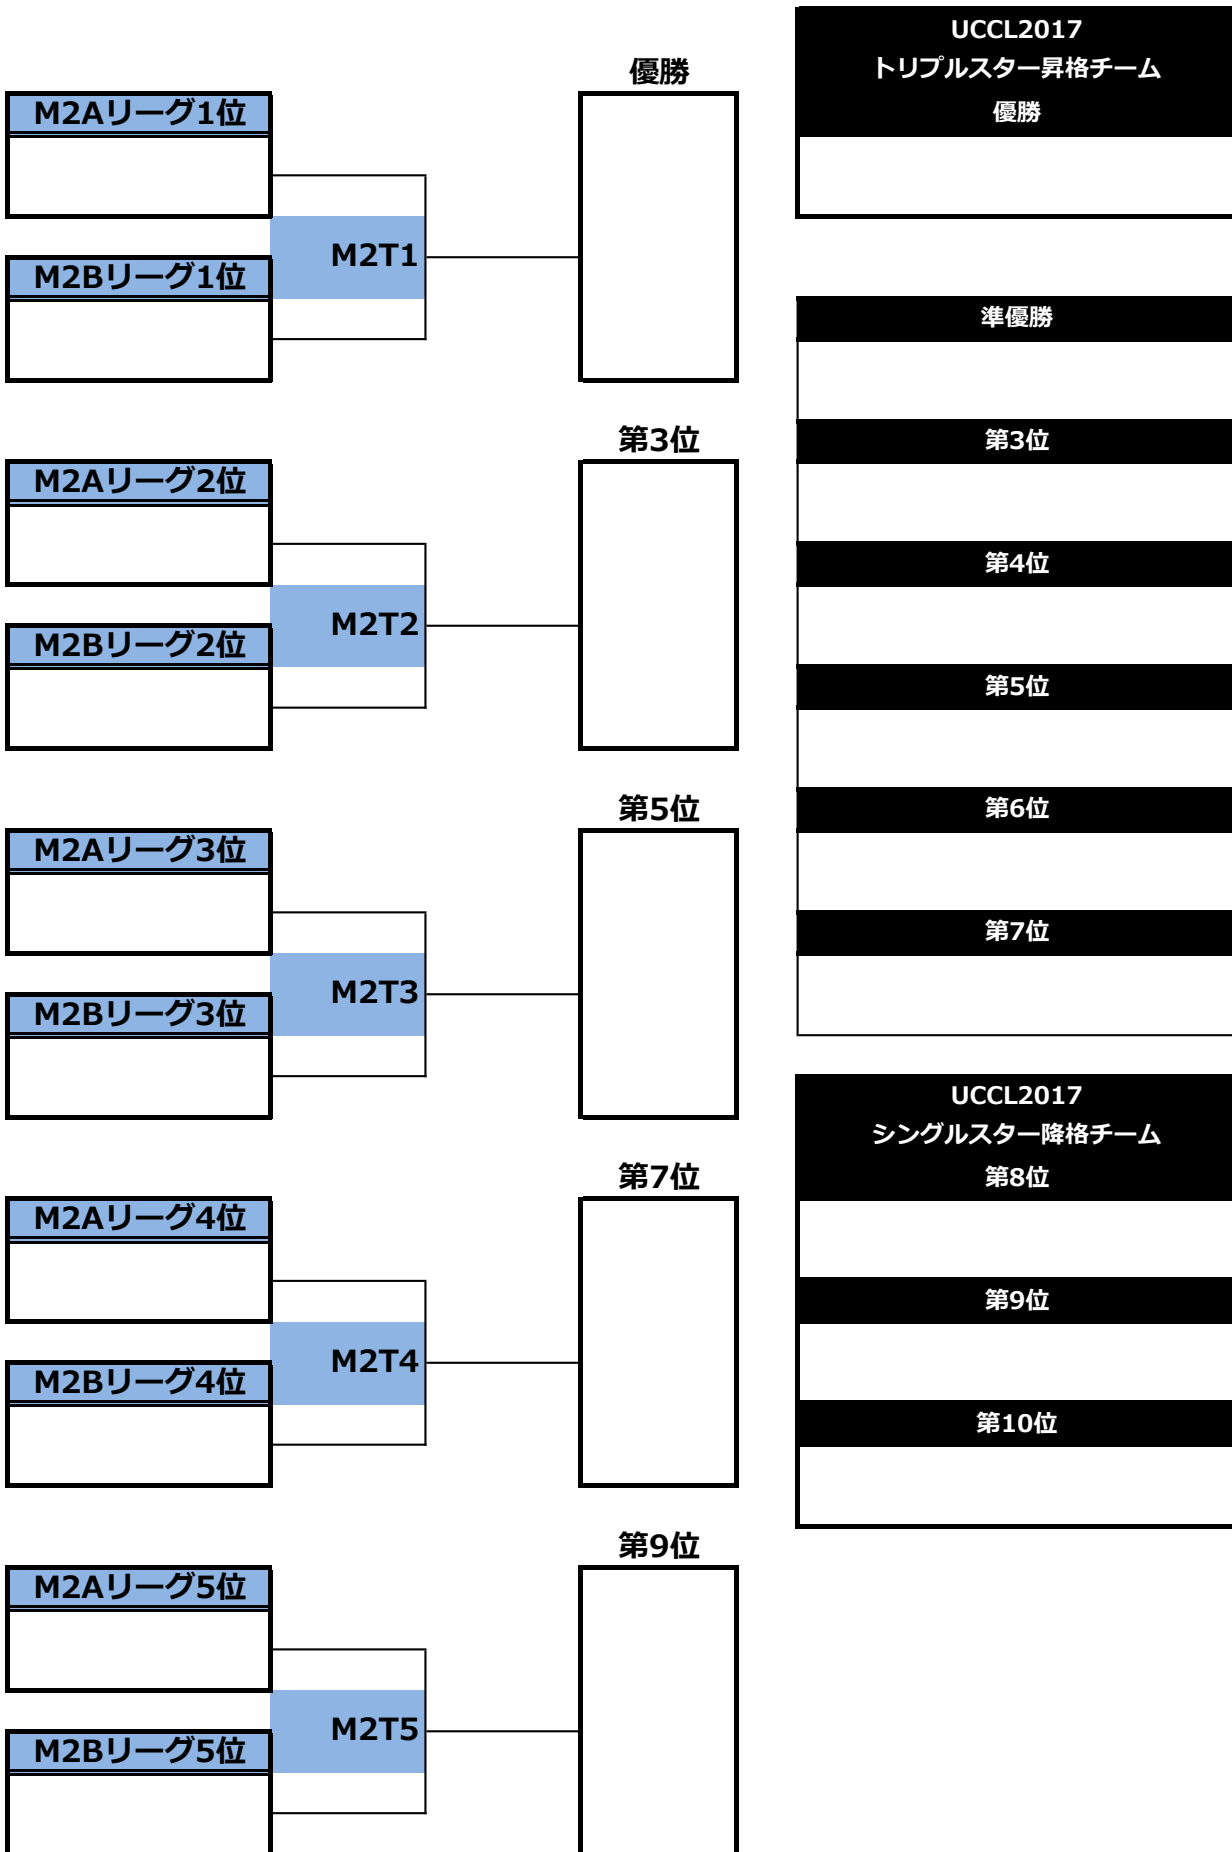 優勝
M2Aリーグ1位
M2T1
M2Bリーグ1位
第3位
M2Aリーグ2位
M2T2
M2Bリーグ2位
第5位
M2Aリーグ3位
M2T3
M2Bリーグ3位
第7位
M2Aリーグ4位
M2T4
M2Bリーグ4位
第9位
M2Aリーグ5位
M2T5
M2Bリーグ5位
UCCL2017
トリプルスター昇格チーム
優勝
準優勝
第3位
第4位
第5位
第6位
第7位
UCCL2017
シングルスター降格チーム
第8位
第9位
第10位